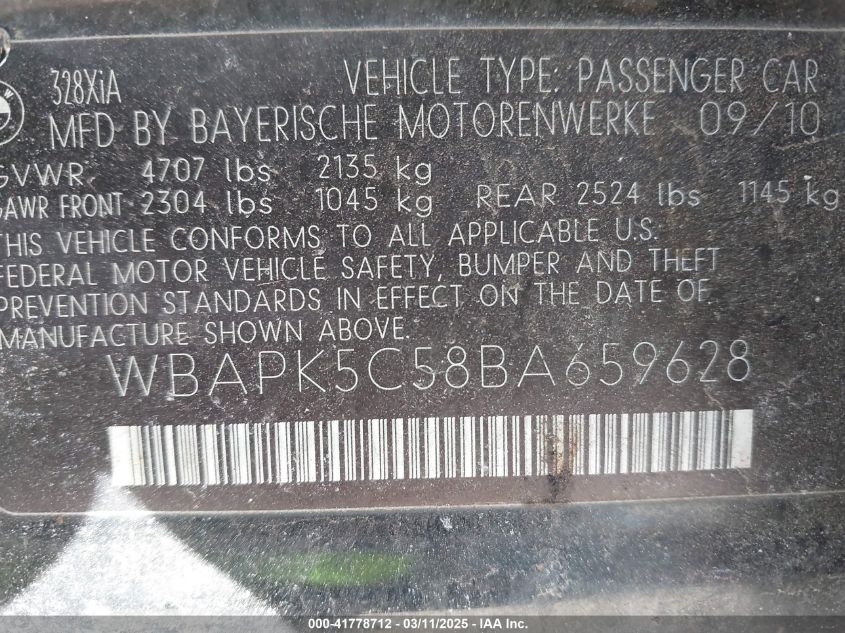 328XiA
VEHICLE TYPE: PASSENGER CAR
MFD BY BAYERISCHE MOTORENWERKE 09/10
GVWR 4707 lbs 2135 kg
GAWR FRONT 2304 lbs 1045 kg REAR 2524 lbs 1145 kg
THIS VEHICLE CONFORMS TO ALL APPLICABLE U.S.
FEDERAL MOTOR VEHICLE SAFETY, BUMPER AND THEFT
PREVENTION STANDARDS IN EFFECT ON THE DATE OF
MANUFACTURE SHOWN ABOVE.
WBAPK5C58BA659628
000-41778712 - 03/11/2025 - IAA Inc.